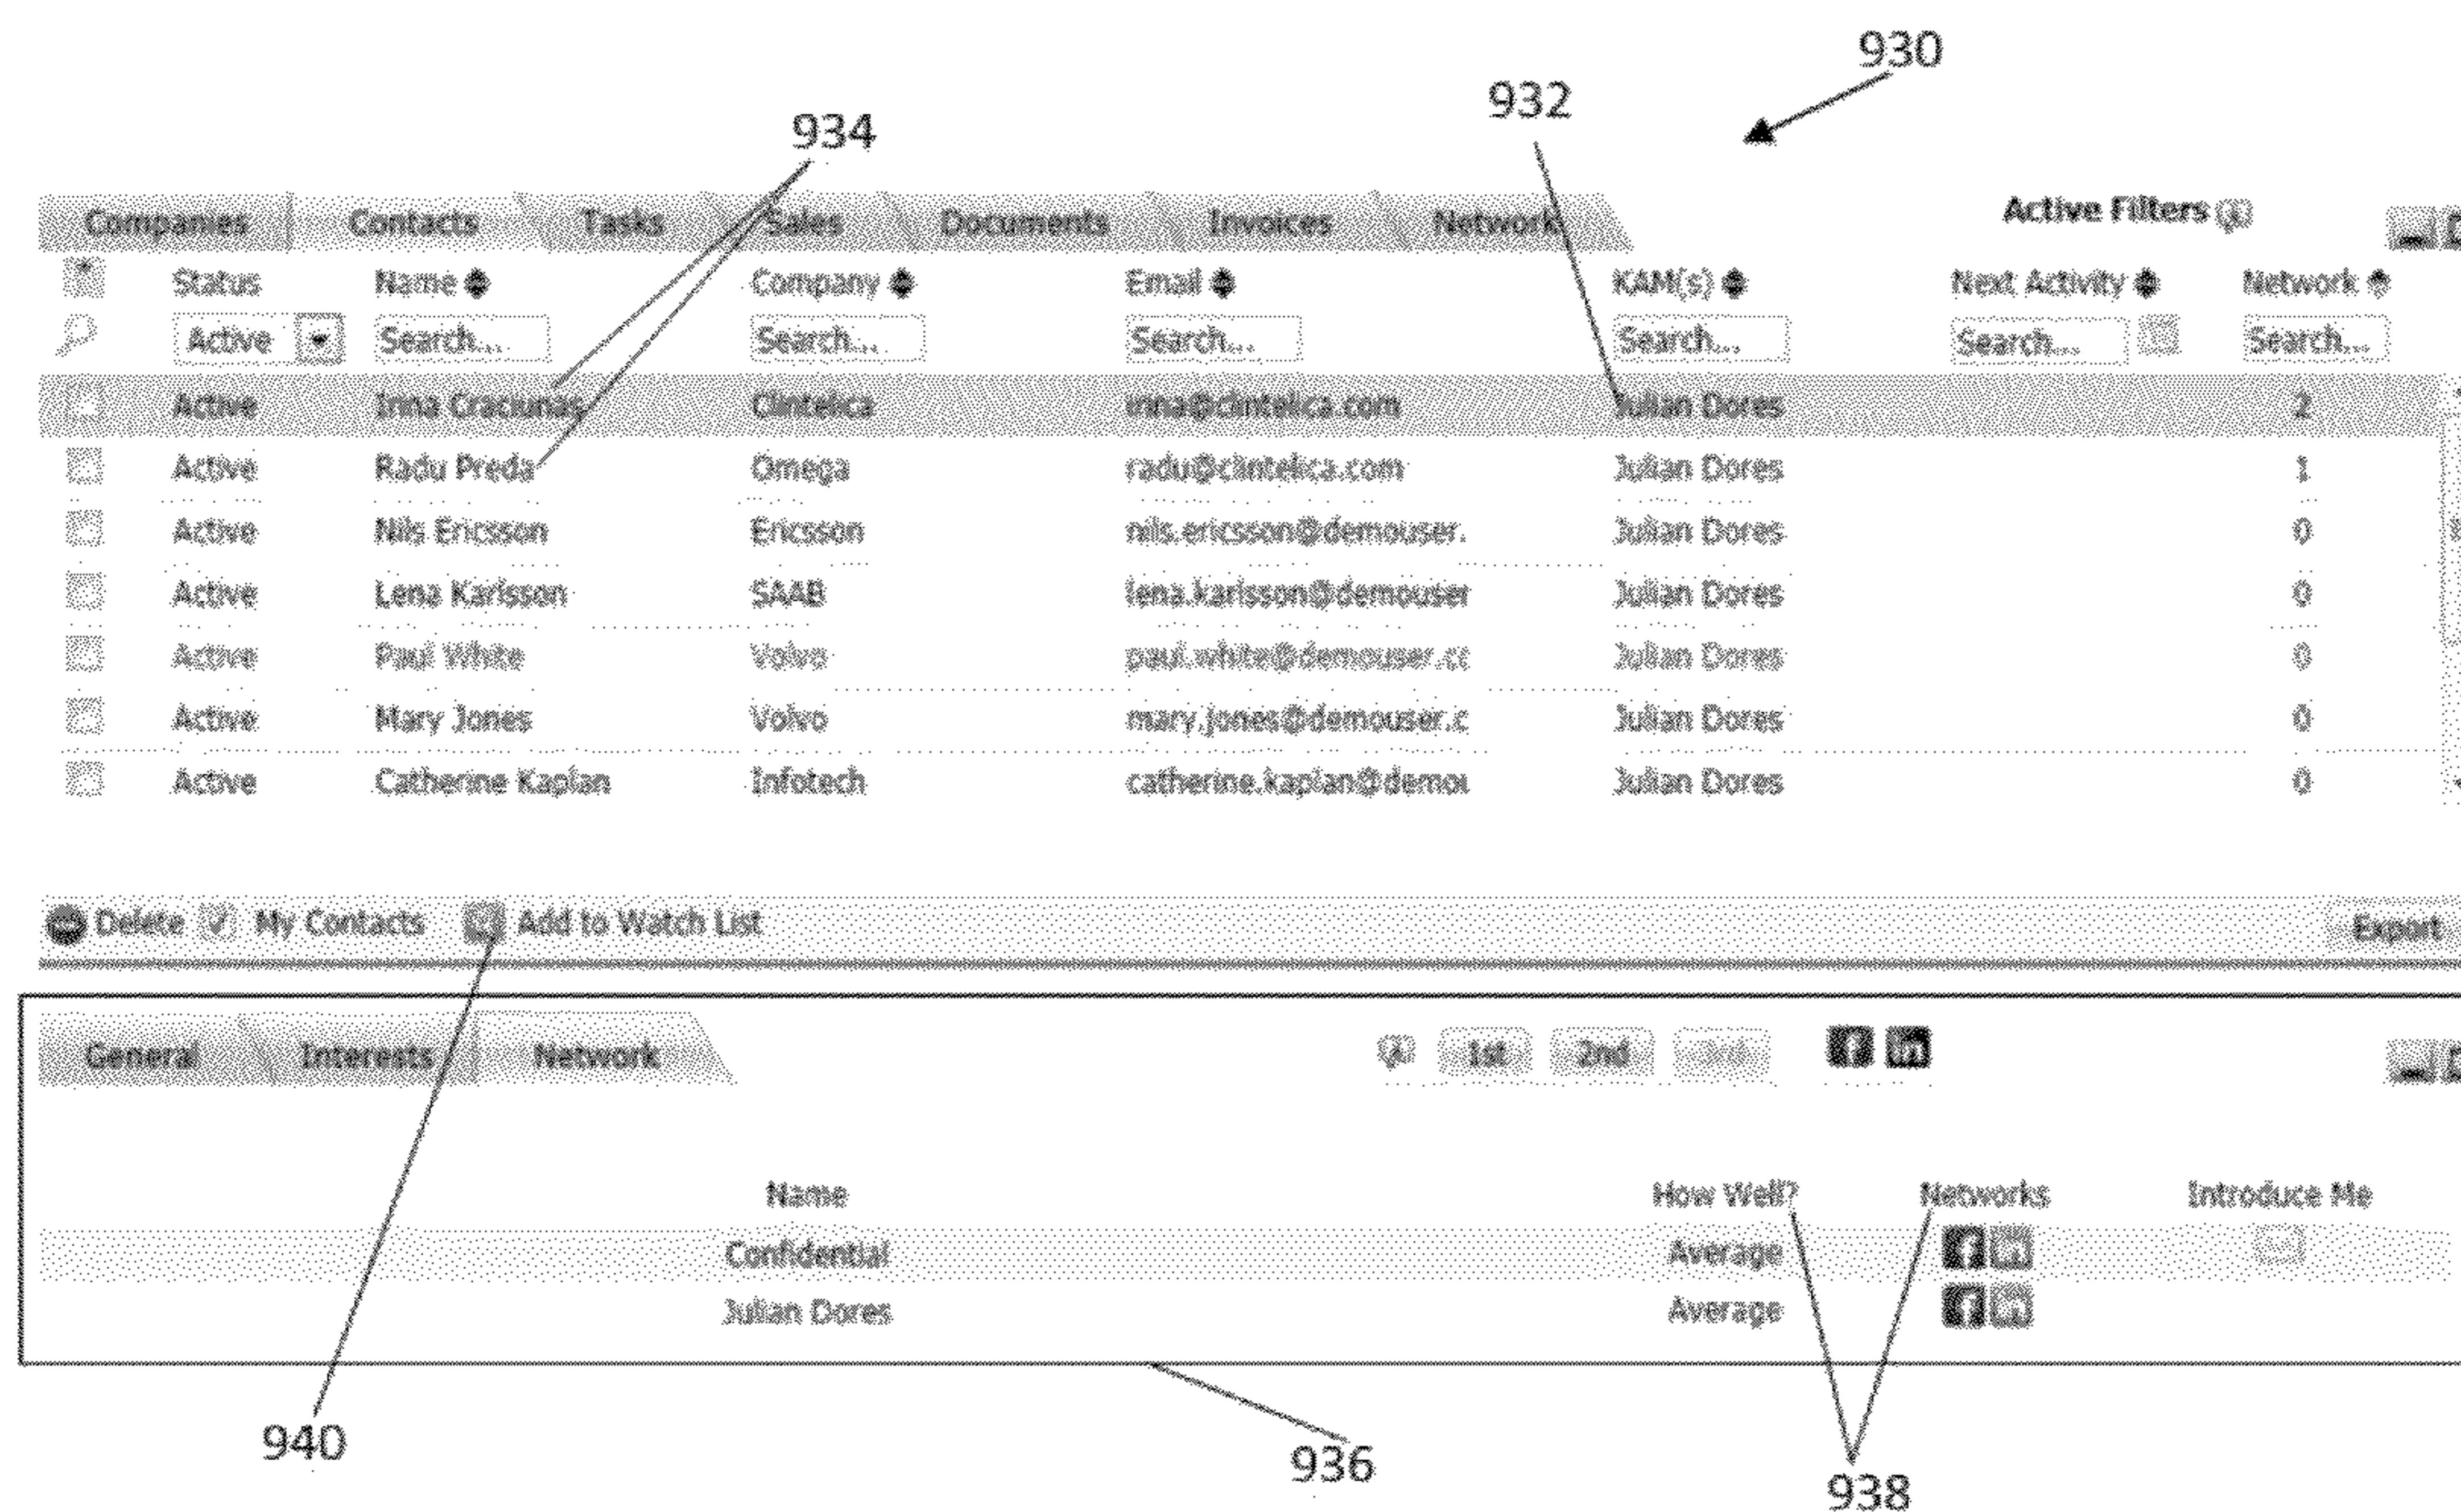 930
932
934
Companies Contacts Tasks Sales Documents Invoices Network Active Filters
Status Name Company Email KAM(s) Next Activity Network
Active Search... Search... Search... Search... Search... Search...
Active Irina Craciunas Clintelica irina@clintelica.com Julian Dores 2
Active Radu Preda Omega radu@clintelica.com Julian Dores 1
Active Nils Ericsson Ericsson nils.ericsson@demouser. Julian Dores 0
Active Lena Karlsson SAAB lena.karlsson@demouser Julian Dores 0
Active Paul White Volvo paul.white@demouser.cc Julian Dores 0
Active Mary Jones Volvo mary.jones@demouser.c Julian Dores 0
Active Catherine Kaplan Infotech catherine.kaplan@demou Julian Dores 0
Delete My Contacts Add to Watch List Export
General Interests Network 1st 2nd 3rd f in
Name How Well? Networks Introduce Me
Confidential Average f in
Julian Dores Average f in
940
936
938